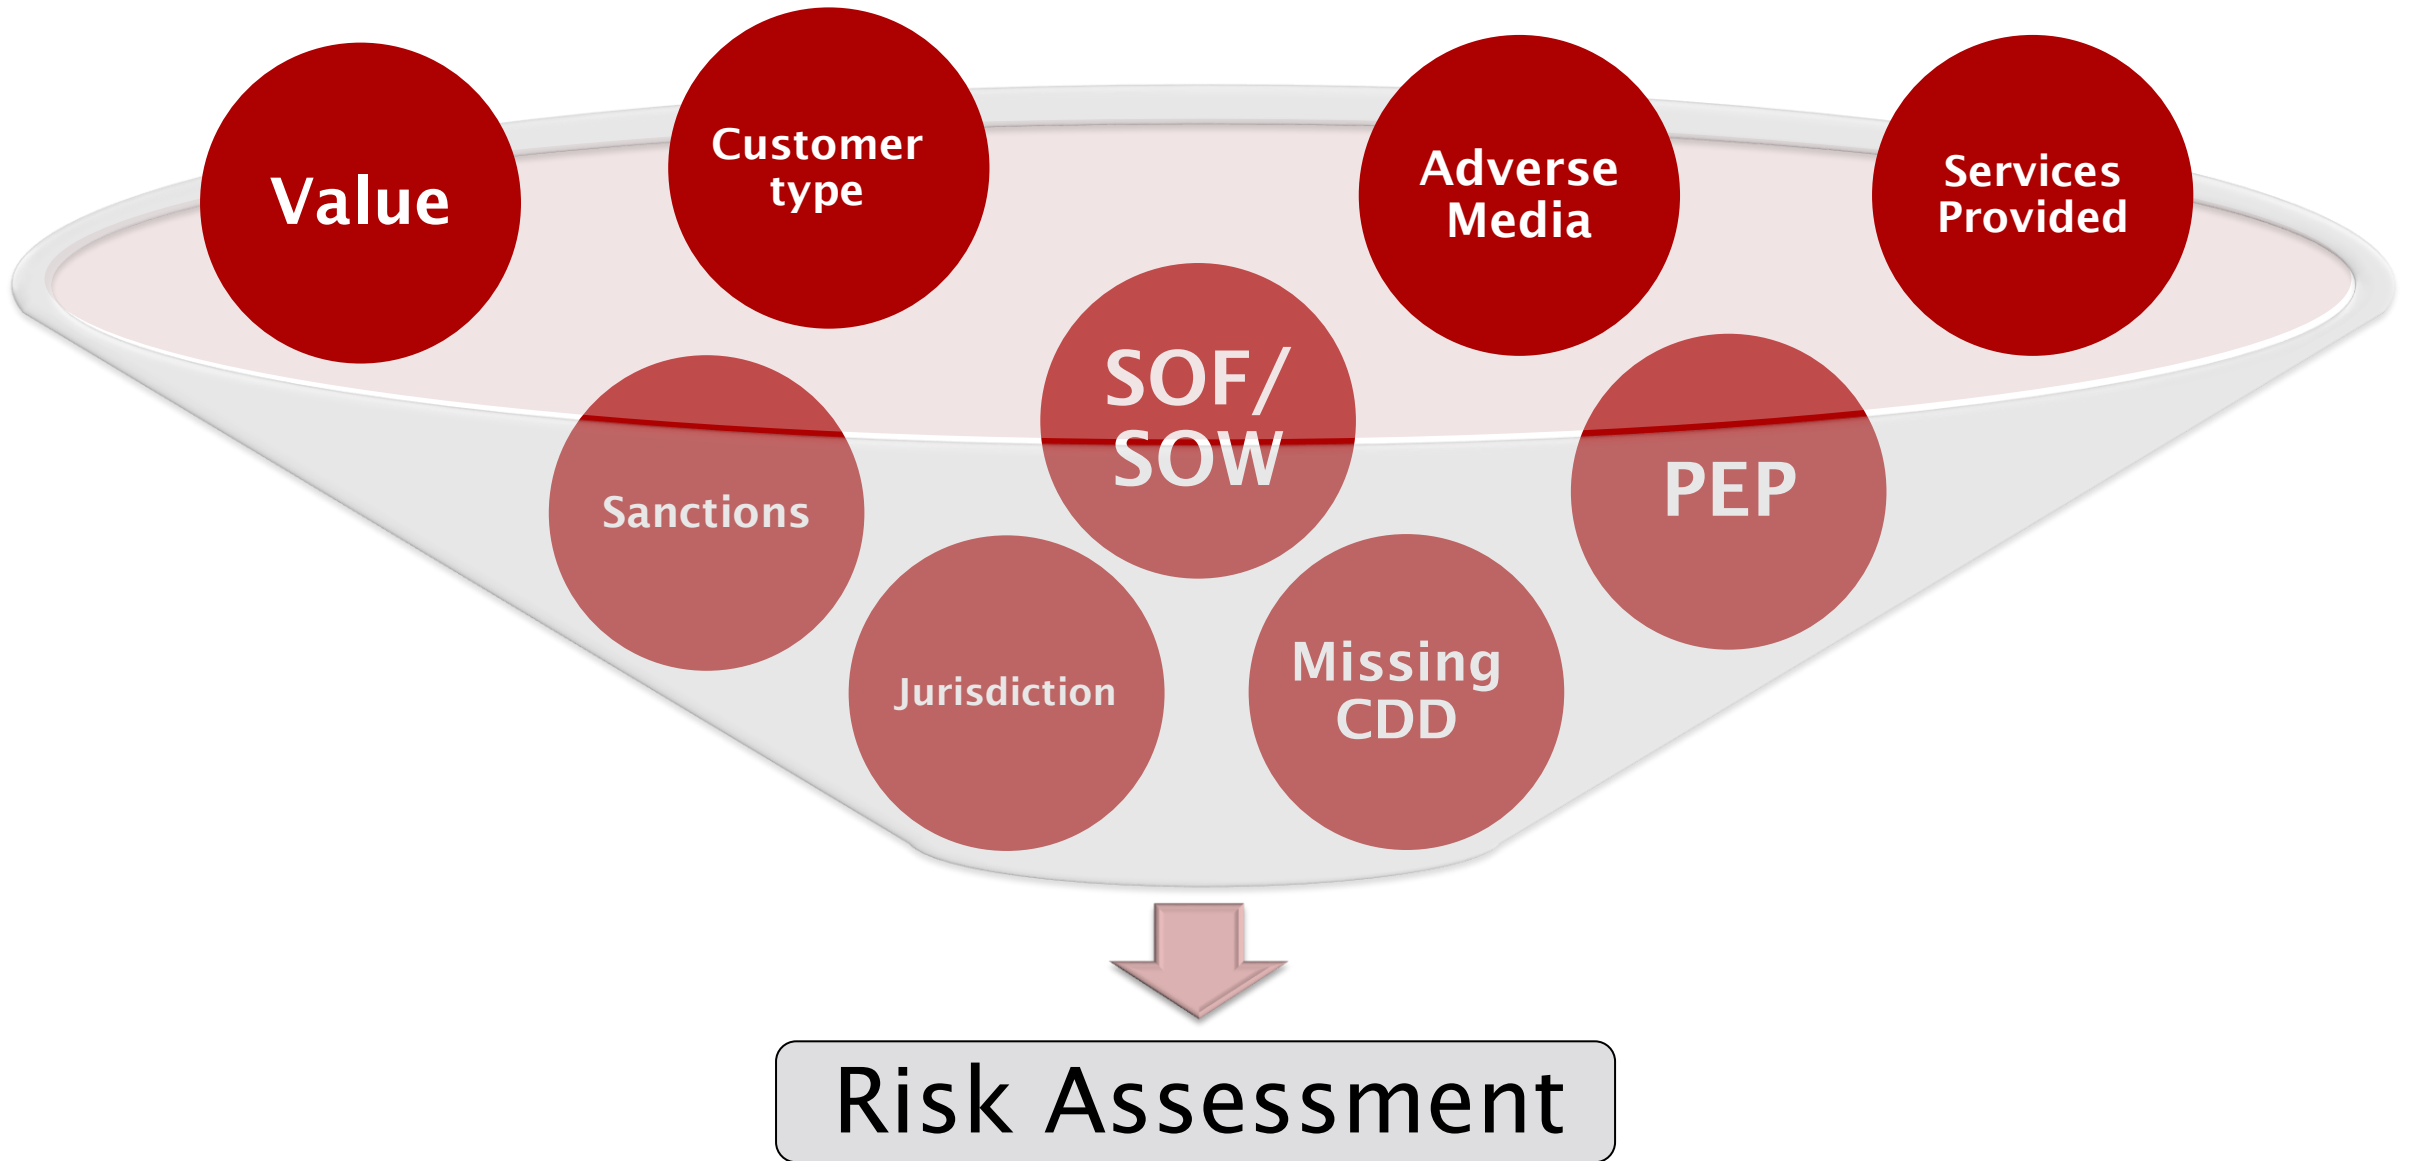 Value
Customer
type
Adverse
Media
Services
Provided
SOF/
SOW
Sanctions
PEP
Jurisdiction
Missing
CDD
Risk Assessment